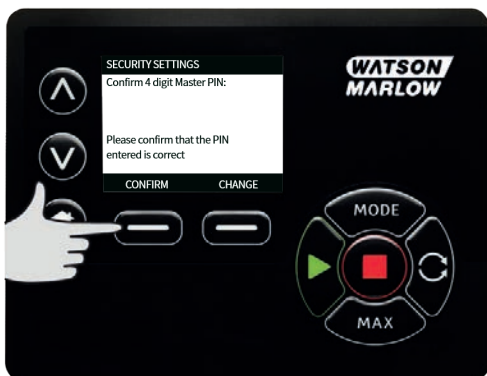 SECURITY SETTINGS
Confirm 4 digit Master PIN:
Please confirm that the PIN
entered is correct
CONFIRM CHANGE
WATSON
MARLOW
MODE
MAX